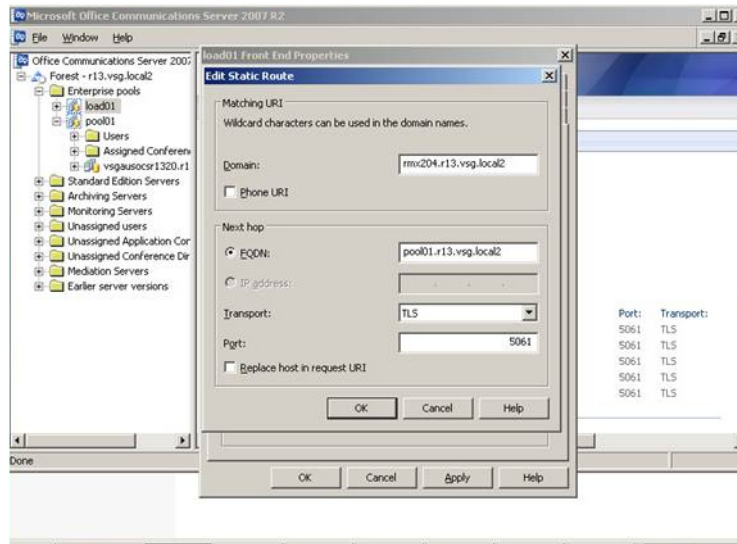 Microsoft Office Communications Server 2007 R2
File Window Help
Office Communications Server 2007
Forest - r13.vsg.local2
Enterprise pools
load01
pool01
Users
Assigned Conferen
vsgausocsr1320.r1
Standard Edition Servers
Archiving Servers
Monitoring Servers
Unassigned users
Unassigned Application Cor
Unassigned Conference Dir
Mediation Servers
Earlier server versions
load01 Front End Properties
Edit Static Route
Matching URI
Wildcard characters can be used in the domain names.
Domain: rmx204.r13.vsg.local2
Phone URI
Next hop
FQDN: pool01.r13.vsg.local2
IP address:
Transport: TLS
Port: 5061
Replace host in request URI
OK Cancel Help
OK Cancel Apply Help
Port: Transport:
5061 TLS
5061 TLS
5061 TLS
5061 TLS
5061 TLS
Done